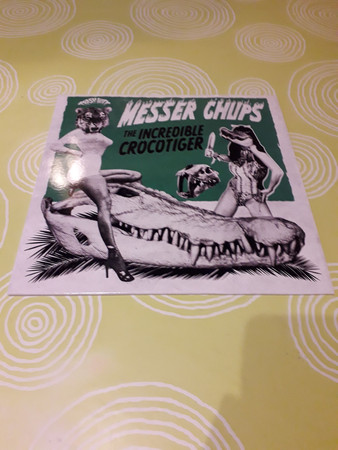 MESSER CHUPS
THE INCREDIBLE
CROCOTIGER